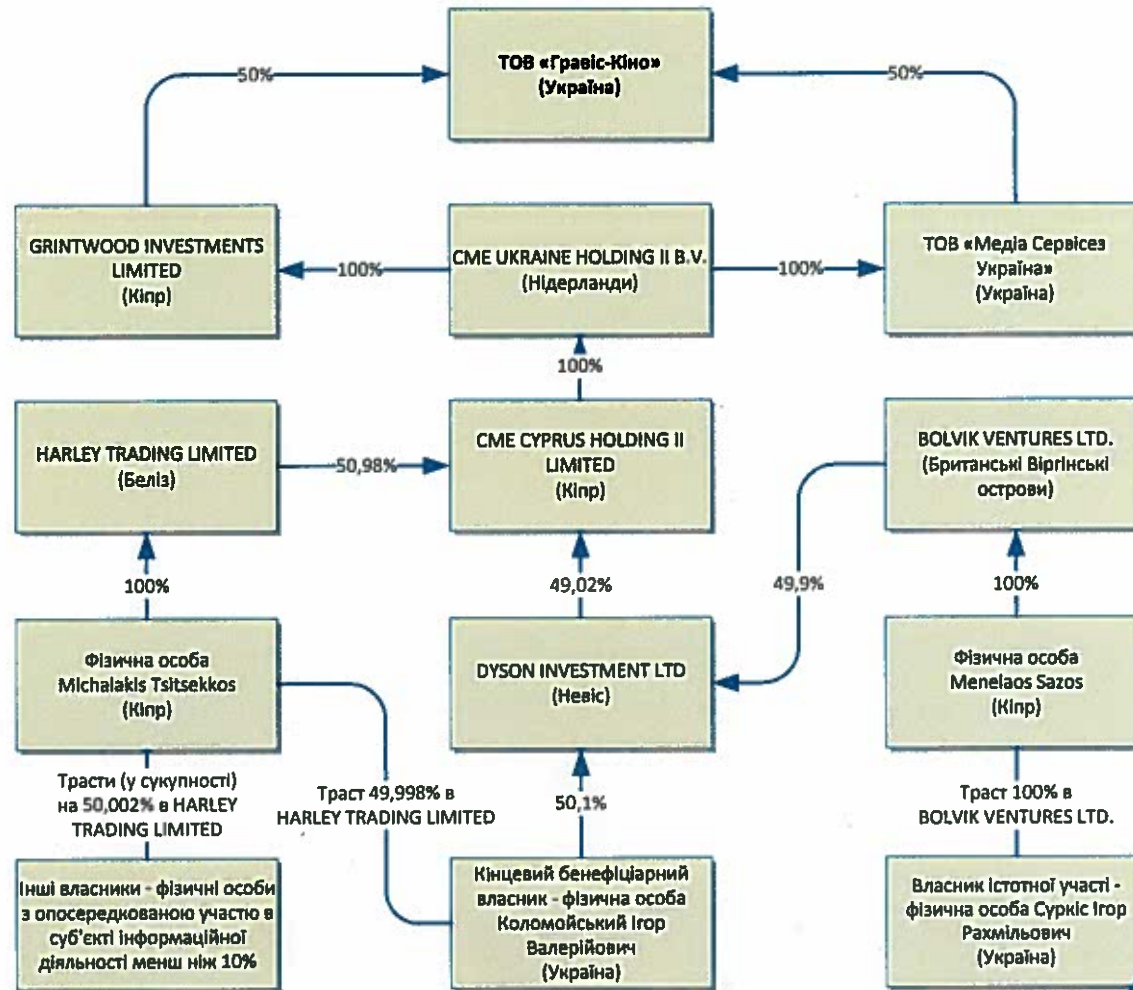 ТОВ «Гравіс-Кіно»
(Україна)
50%
50%
GRINTWOOD INVESTMENTS
LIMITED
(Кіпр)
100%
CME UKRAINE HOLDING II B.V.
(Нідерланди)
100%
ТОВ «Медіа Сервісез
Україна»
(Україна)
100%
HARLEY TRADING LIMITED
(Беліз)
50,98%
CME CYPRUS HOLDING II
LIMITED
(Кіпр)
BOLVIK VENTURES LTD.
(Британські Віргінські
острови)
100%
49,02%
49,9%
100%
Фізична особа
Michalakis Tsitsekkos
(Кіпр)
DYSON INVESTMENT LTD
(Невіс)
Фізична особа
Menelaos Sazos
(Кіпр)
Трасти (у сукупності)
на 50,002% в HARLEY
TRADING LIMITED
Траст 49,998% в
HARLEY TRADING LIMITED
50,1%
Траст 100% в
BOLVIK VENTURES LTD.
Інші власники - фізичні особи
з опосередкованою участю в
суб'єкті інформаційної
діяльності менш ніж 10%
Кінцевий бенефіціарний
власник - фізична особа
Коломойський Ігор
Валерійович
(Україна)
Власник істотної участі -
фізична особа Суркіс Ігор
Рахмільович
(Україна)